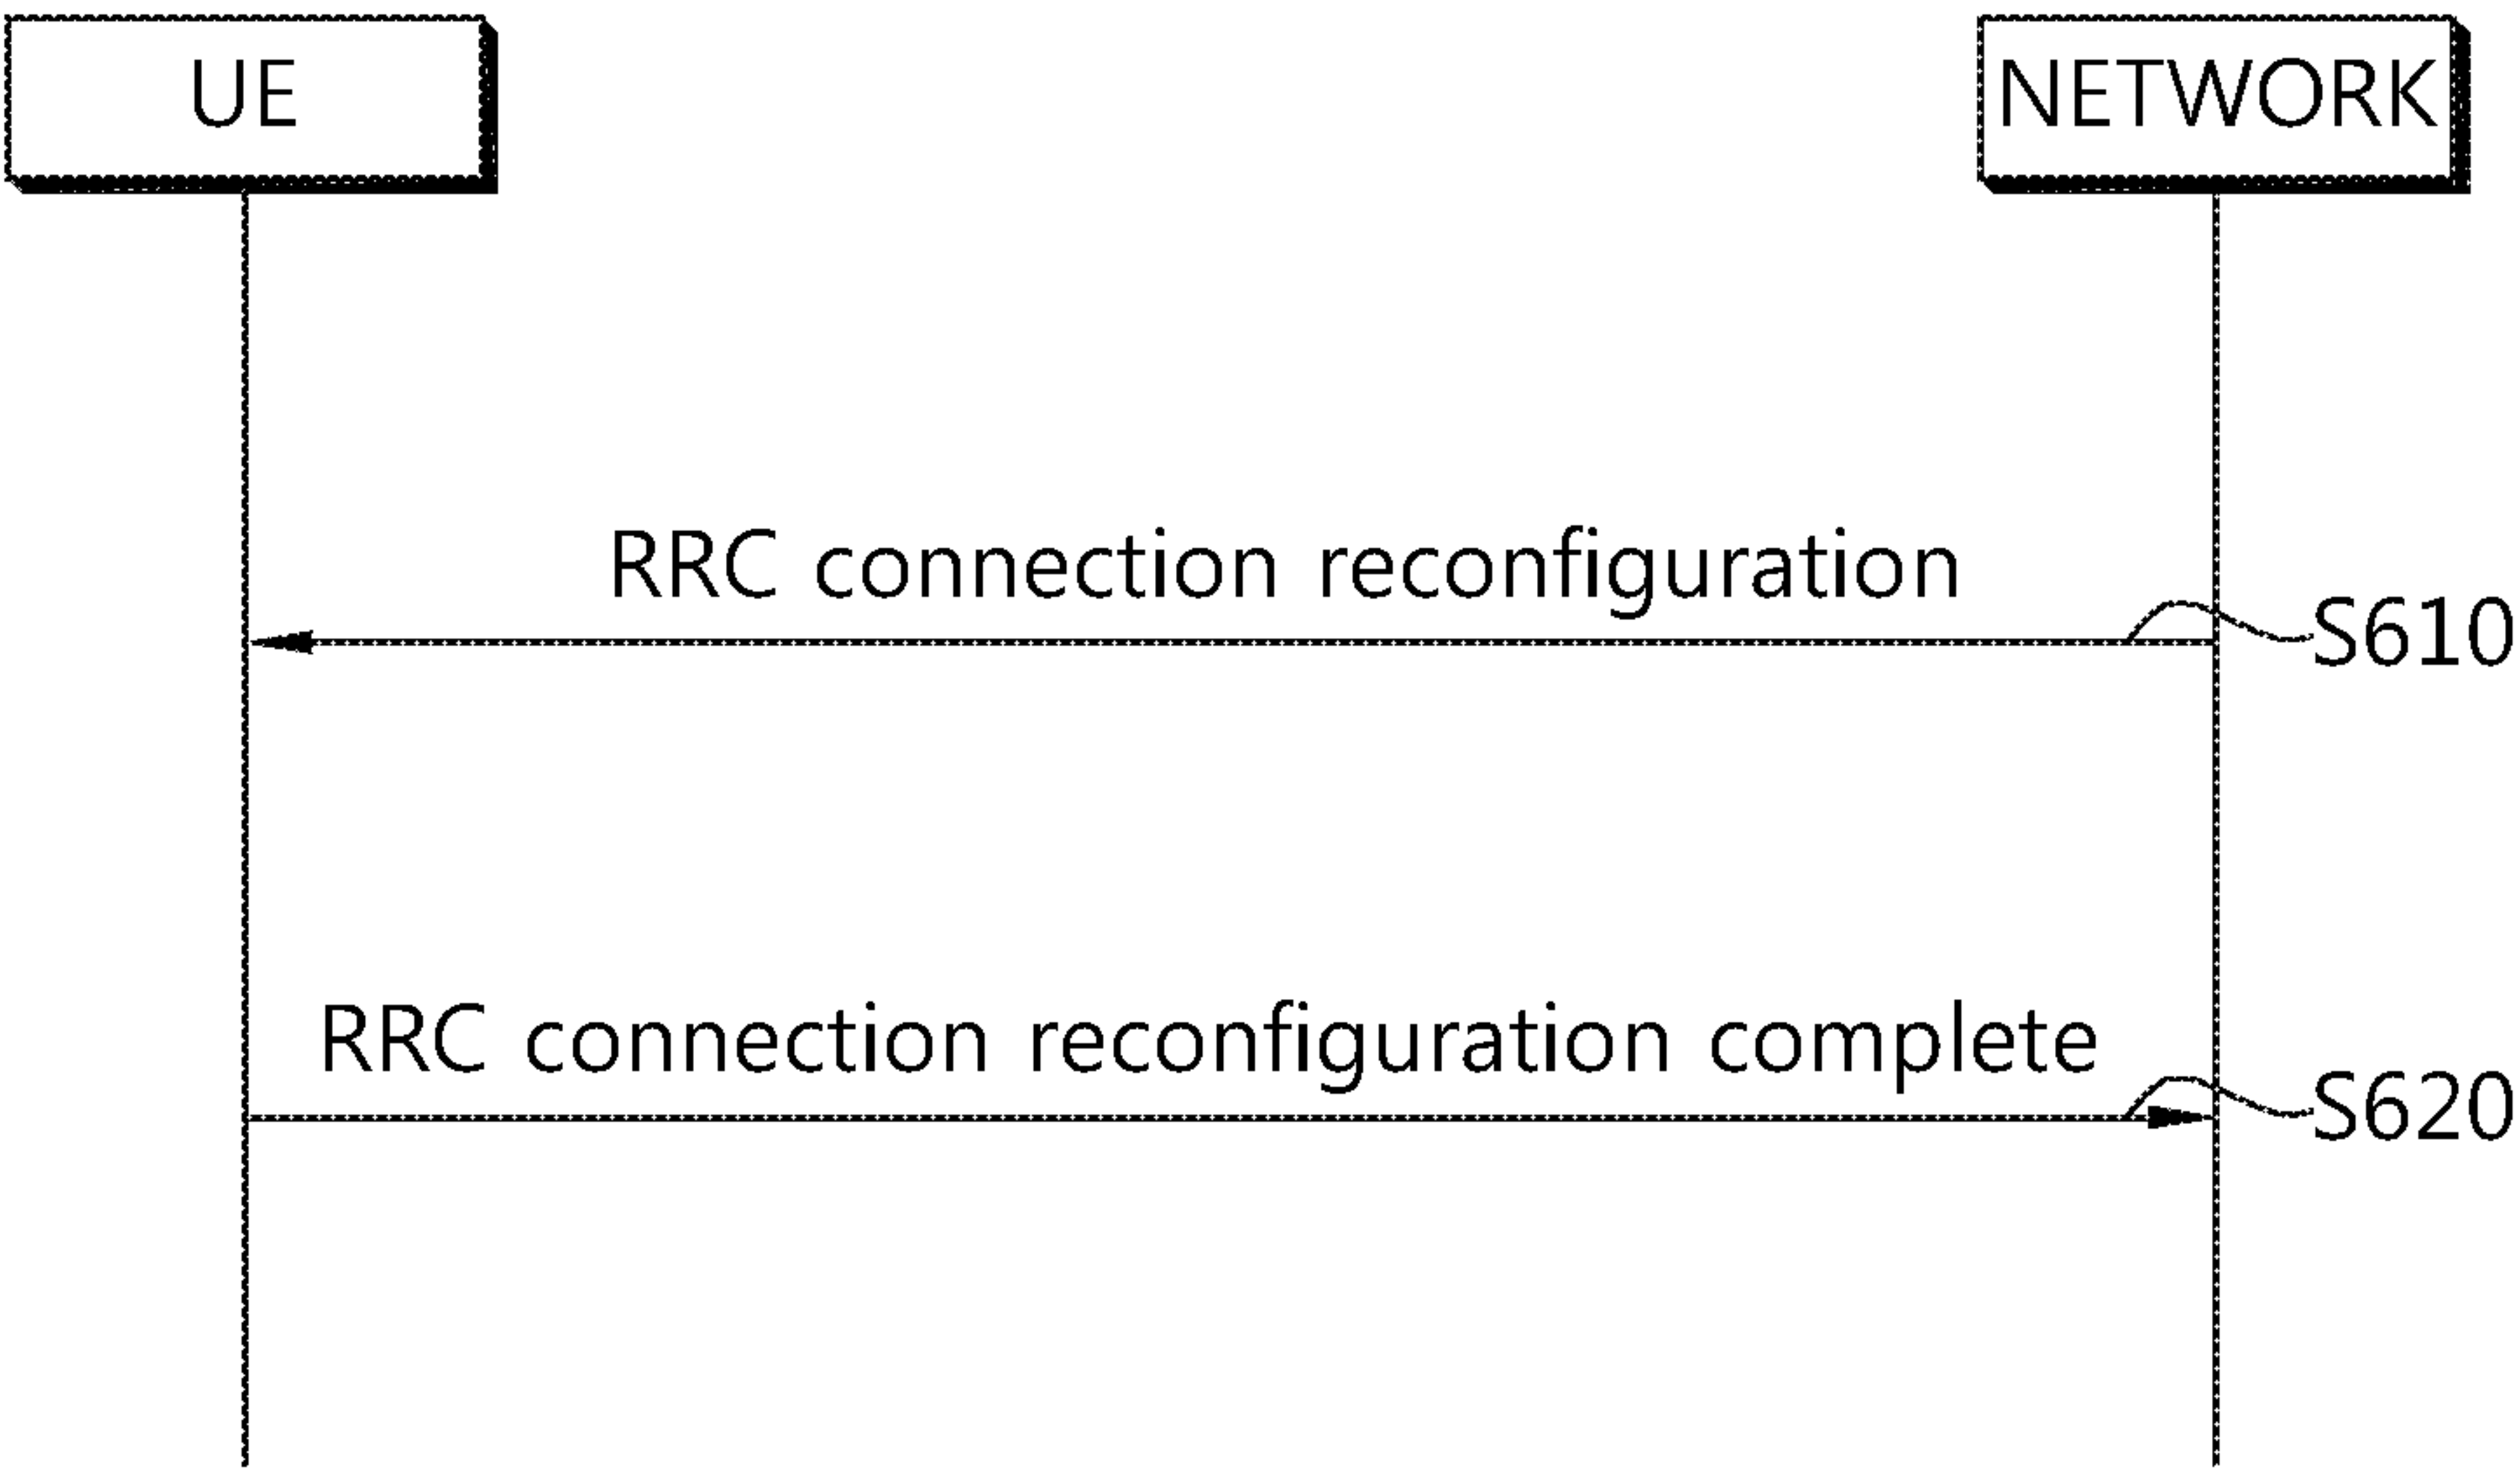 UE
NETWORK
RRC connection reconfiguration
S610
RRC connection reconfiguration complete
S620